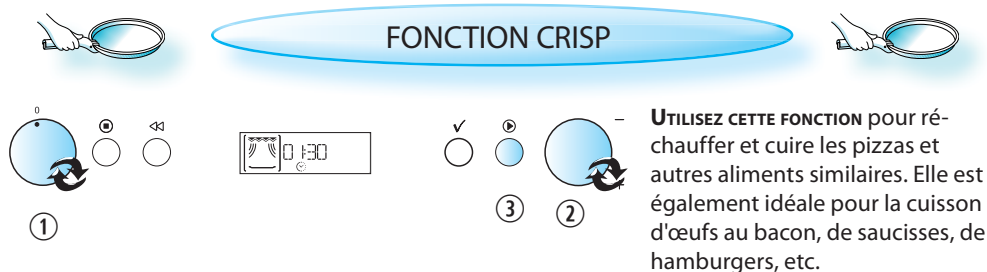 FONCTION CRISP
0
01:30
– 
+
1
3
2
UTILISEZ CETTE FONCTION pour ré-
chauffer et cuire les pizzas et
autres aliments similaires. Elle est
également idéale pour la cuisson
d'œufs au bacon, de saucisses, de
hamburgers, etc.